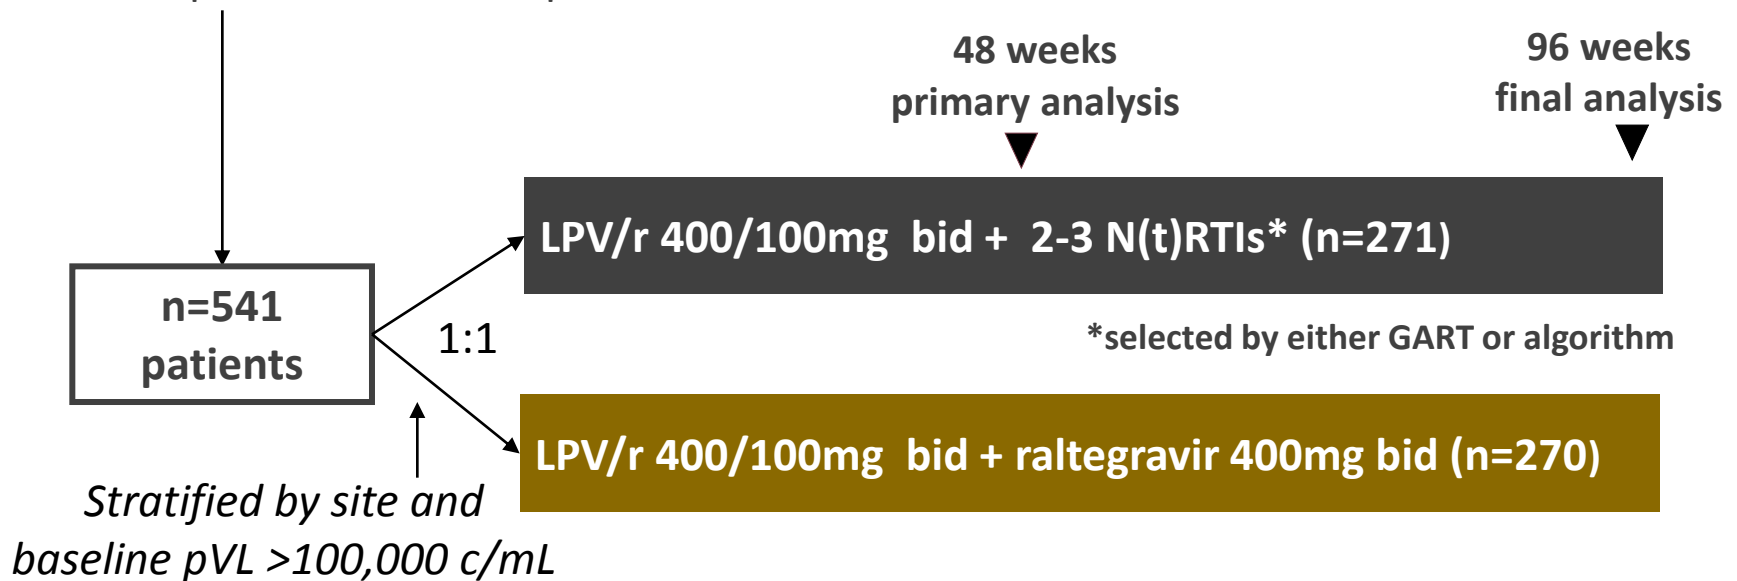 48 weeks
primary analysis
96 weeks
final analysis
LPV/r 400/100mg bid + 2-3 N(t)RTIs* (n=271)
n=541
patients
1:1
*selected by either GART or algorithm
LPV/r 400/100mg bid + raltegravir 400mg bid (n=270)
Stratified by site and
baseline pVL >100,000 c/mL